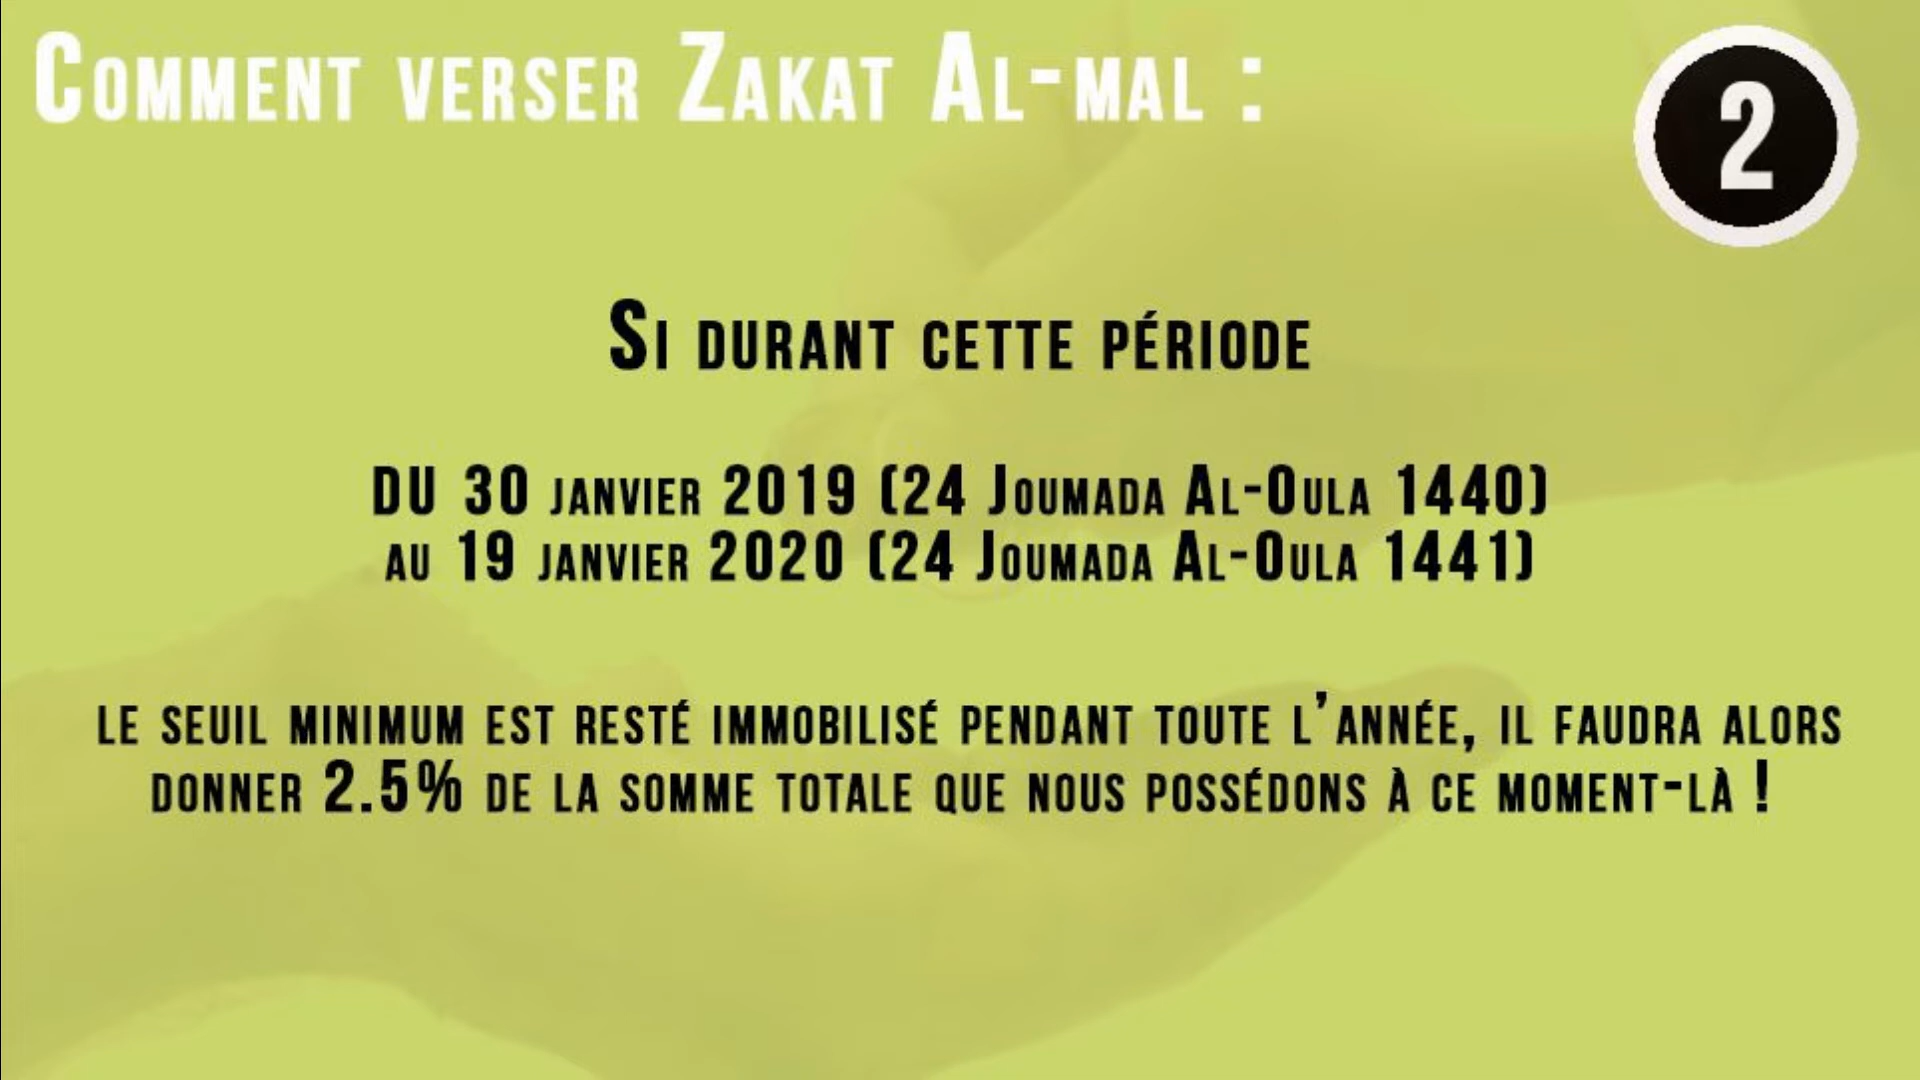 Comment verser Zakat Al-mal :
2
Si durant cette période
du 30 janvier 2019 (24 Joumada Al-Oula 1440)
au 19 janvier 2020 (24 Joumada Al-Oula 1441)
le seuil minimum est resté immobilisé pendant toute l'année, il faudra alors
donner 2.5% de la somme totale que nous possédons à ce moment-là !